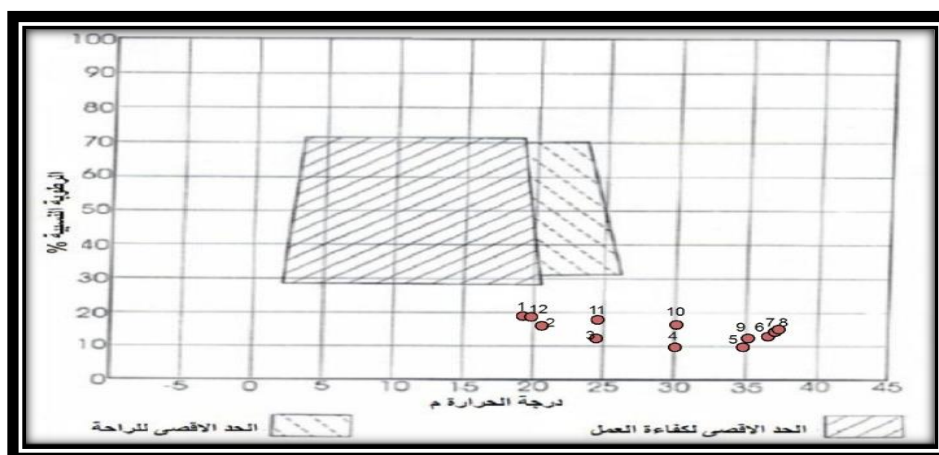 100
90
80
70
60
50
40
30
20
10
0
الرطوبة النسبية %
1 12 2 3 11 10 4 5 9 6 7 8
-5 0 5 10 15 20 25 30 35 40 45
درجة الحرارة م
الحد الاقصى لكفاءة العمل
الحد الاقصى للراحة